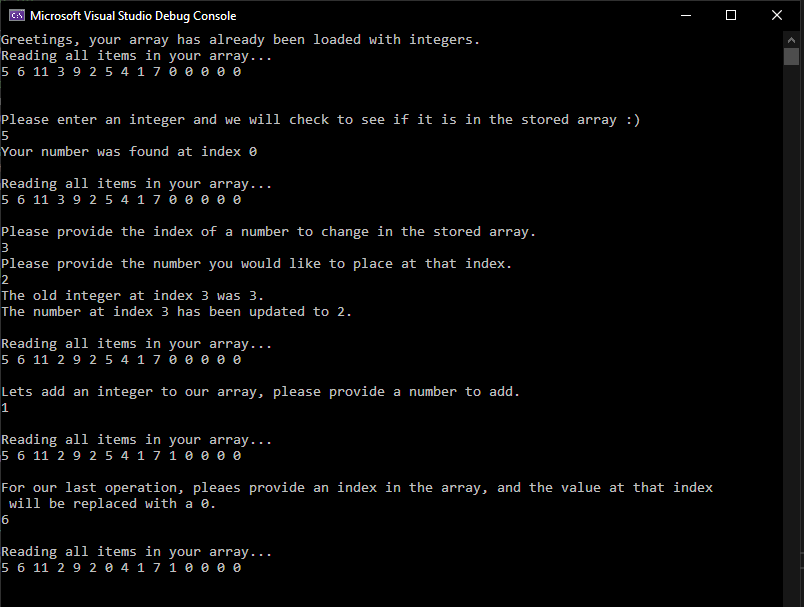 Microsoft Visual Studio Debug Console
Greetings, your array has already been loaded with integers.
Reading all items in your array...
5 6 11 3 9 2 5 4 1 7 0 0 0 0 0
Please enter an integer and we will check to see if it is in the stored array :)
5
Your number was found at index 0
Reading all items in your array...
5 6 11 3 9 2 5 4 1 7 0 0 0 0 0
Please provide the index of a number to change in the stored array.
3
Please provide the number you would like to place at that index.
2
The old integer at index 3 was 3.
The number at index 3 has been updated to 2.
Reading all items in your array...
5 6 11 2 9 2 5 4 1 7 0 0 0 0 0
Lets add an integer to our array, please provide a number to add.
1
Reading all items in your array...
5 6 11 2 9 2 5 4 1 7 1 0 0 0 0
For our last operation, pleaes provide an index in the array, and the value at that index
will be replaced with a 0.
6
Reading all items in your array...
5 6 11 2 9 2 0 4 1 7 1 0 0 0 0